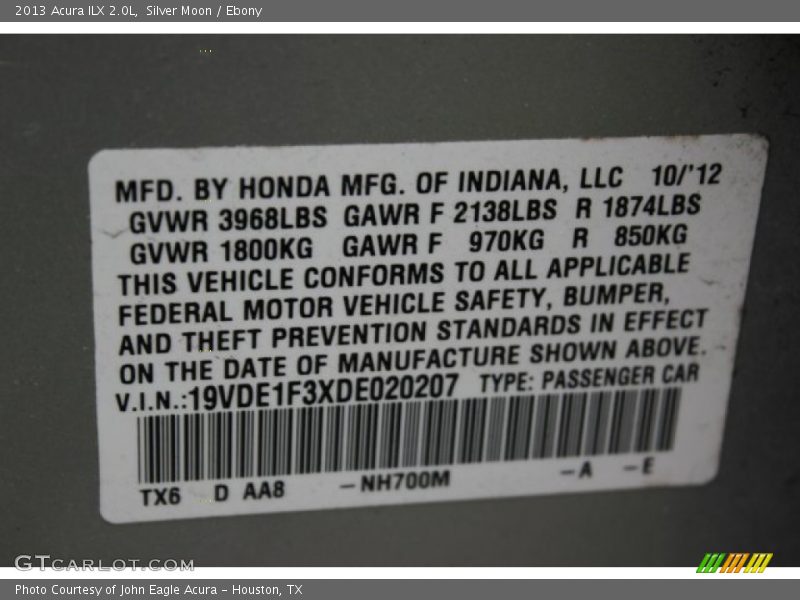 2013 Acura ILX 2.0L, Silver Moon / Ebony
MFD. BY HONDA MFG. OF INDIANA, LLC 10/'12
GVWR 3968LBS GAWR F 2138LBS R 1874LBS
GVWR 1800KG GAWR F 970KG R 850KG
THIS VEHICLE CONFORMS TO ALL APPLICABLE
FEDERAL MOTOR VEHICLE SAFETY, BUMPER,
AND THEFT PREVENTION STANDARDS IN EFFECT
ON THE DATE OF MANUFACTURE SHOWN ABOVE.
V.I.N.:19VDE1F3XDE020207 TYPE: PASSENGER CAR
TX6 D AA8 -NH700M -A -E
GTCarLot.com
Photo Courtesy of John Eagle Acura - Houston, TX